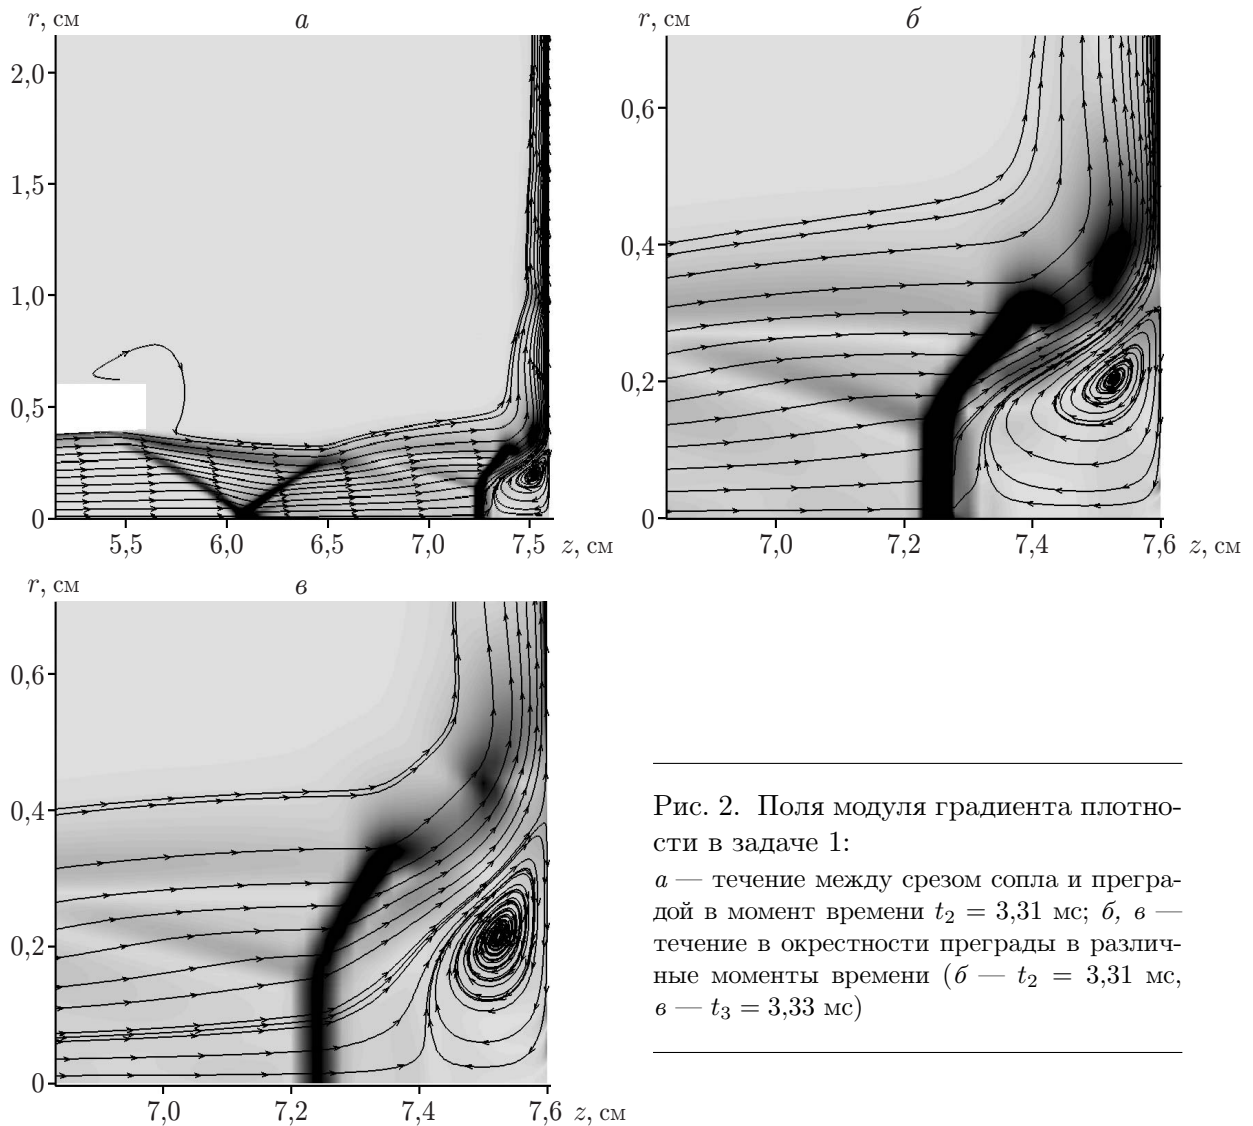 r, см
а
2,0
1,5
1,0
0,5
0
5,5 6,0 6,5 7,0 7,5 z, см
r, см
б
0,6
0,4
0,2
0
7,0 7,2 7,4 7,6 z, см
r, см
в
0,6
0,4
0,2
0
7,0 7,2 7,4 7,6 z, см
Рис. 2. Поля модуля градиента плотно-
сти в задаче 1:
а — течение между срезом сопла и прегра-
дой в момент времени t₂ = 3,31 мс; б, в —
течение в окрестности преграды в различ-
ные моменты времени (б — t₂ = 3,31 мс,
в — t₃ = 3,33 мс)